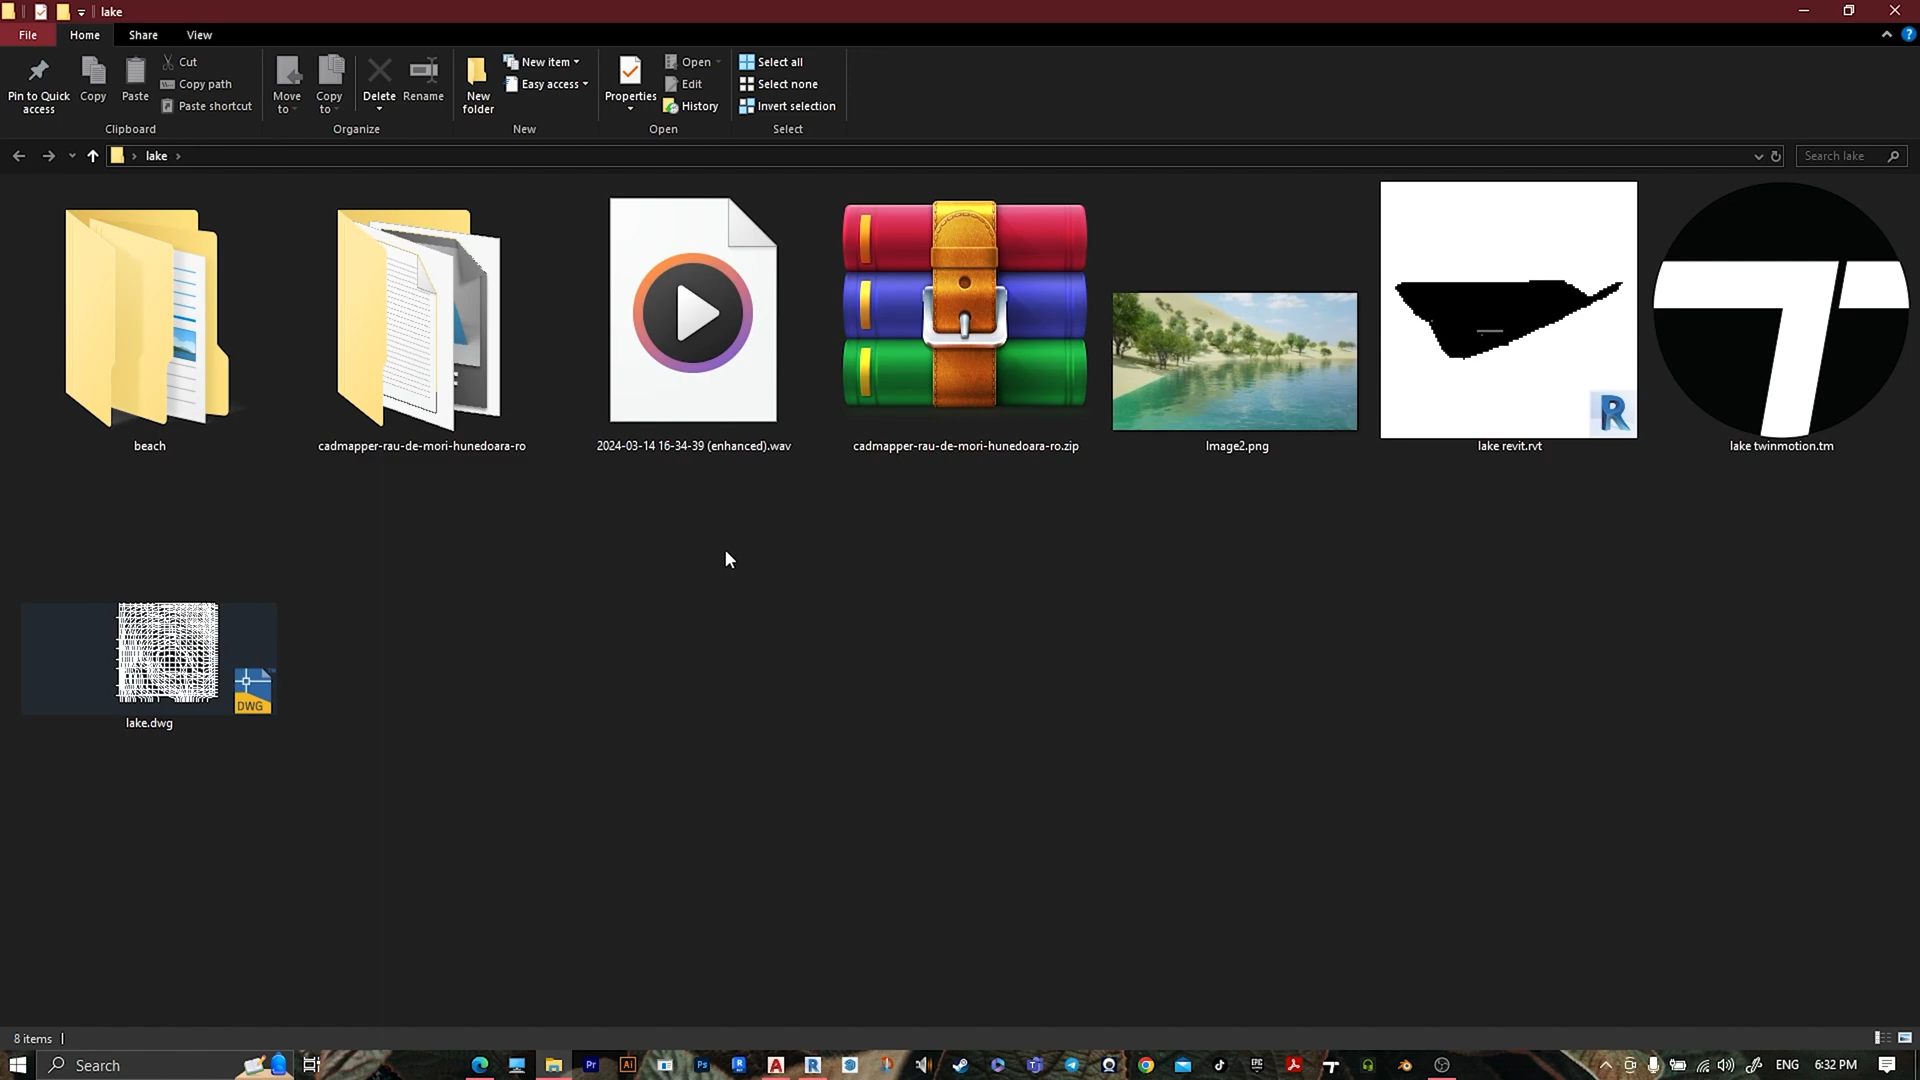 lake
File
Home
Share
View
Pin to Quick
access
Copy
Paste
Cut
Copy path
Paste shortcut
Clipboard
Move
to
Copy
to
Delete
Rename
Organize
New
folder
New item
Easy access
New
Properties
Open
Edit
History
Open
Select all
Select none
Invert selection
Select
lake
Search lake
beach
cadmapper-rau-de-mori-hunedoara-ro
2024-03-14 16-34-39 (enhanced).wav
cadmapper-rau-de-mori-hunedoara-ro.zip
Image2.png
R
lake revit.rvt
lake twinmotion.tm
DWG
lake.dwg
8 items
Search
Pr
Ai
Ps
ENG
6:32 PM